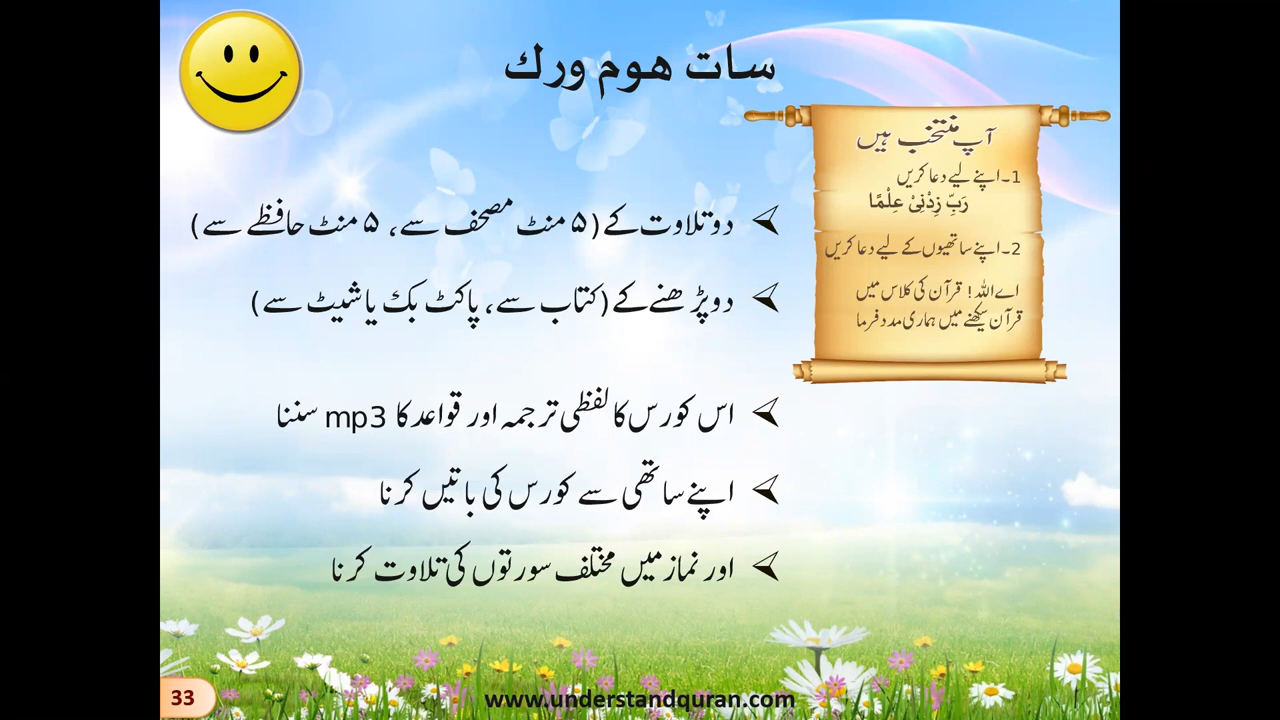 سات ھوم ورك
آپ منتخب ہیں
1۔اپنے لیے دعا کریں
رَبِّ زِدْنِیْ عِلْمًا
2۔اپنے ساتھیوں کے لیے دعا کریں
اے اللہ! قرآن کی کلاس میں
قرآن سیکھنے میں ہماری مدد فرما
دو تلاوت کے (۵ منٹ مصحف سے، ۵ منٹ حافظے سے)
دو پڑھنے کے (کتاب سے، پاکٹ بک یا شیٹ سے)
اس کورس کا لفظی ترجمہ اور قواعد کا mp3 سننا
اپنے ساتھی سے کورس کی باتیں کرنا
اور نماز میں مختلف سورتوں کی تلاوت کرنا
33
www.understandquran.com